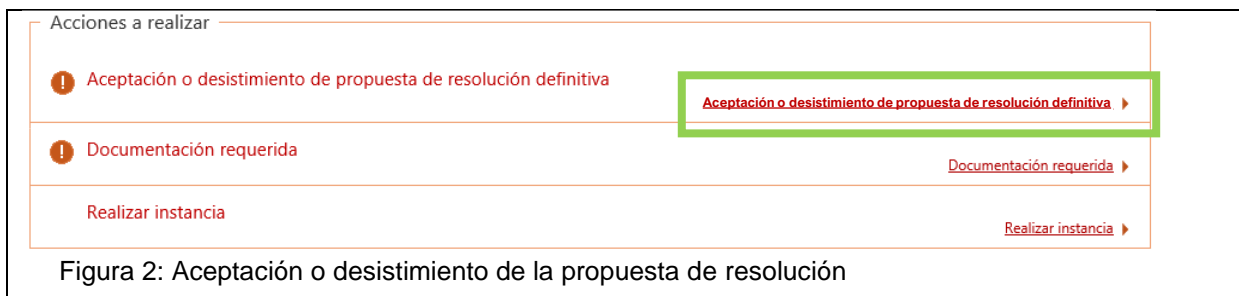 Acciones a realizar
! Aceptación o desistimiento de propuesta de resolución definitiva
Aceptación o desistimiento de propuesta de resolución definitiva
! Documentación requerida
Documentación requerida
Realizar instancia
Realizar instancia
Figura 2: Aceptación o desistimiento de la propuesta de resolución